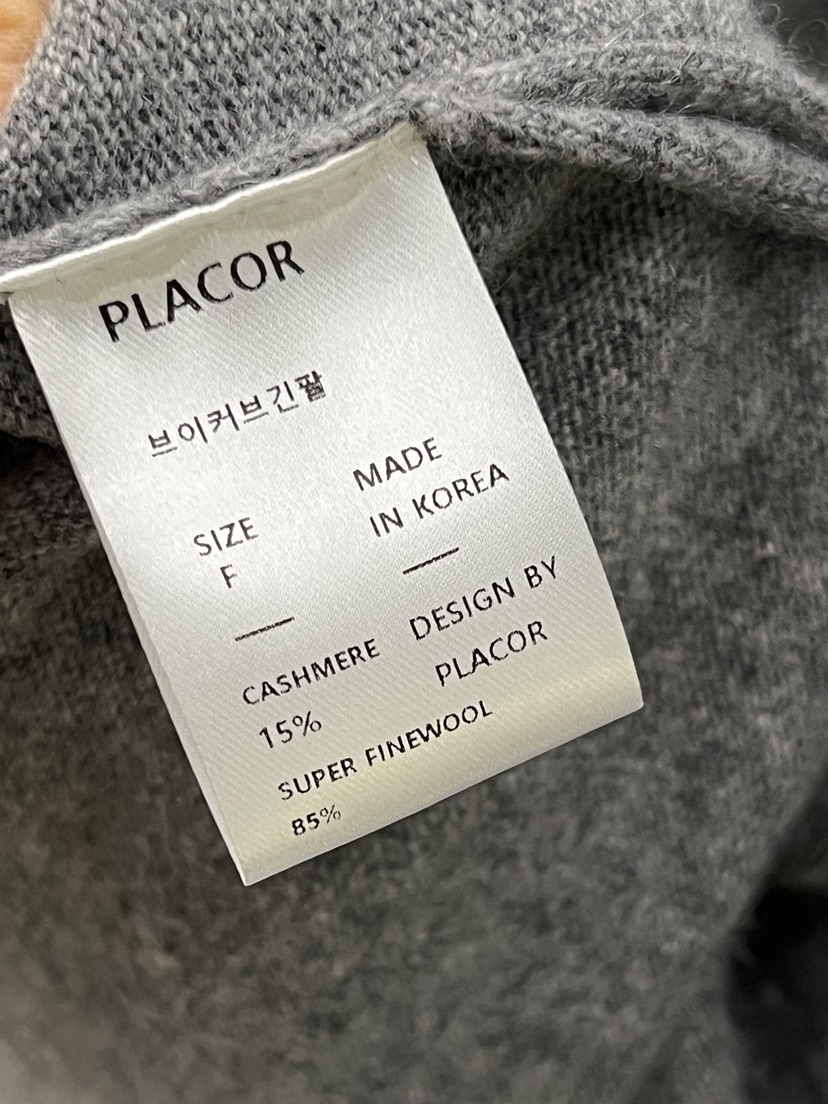 PLACOR
브이커브긴팔
SIZE
F
MADE
IN KOREA
CASHMERE
15%
SUPER FINEWOOL
85%
DESIGN BY
PLACOR